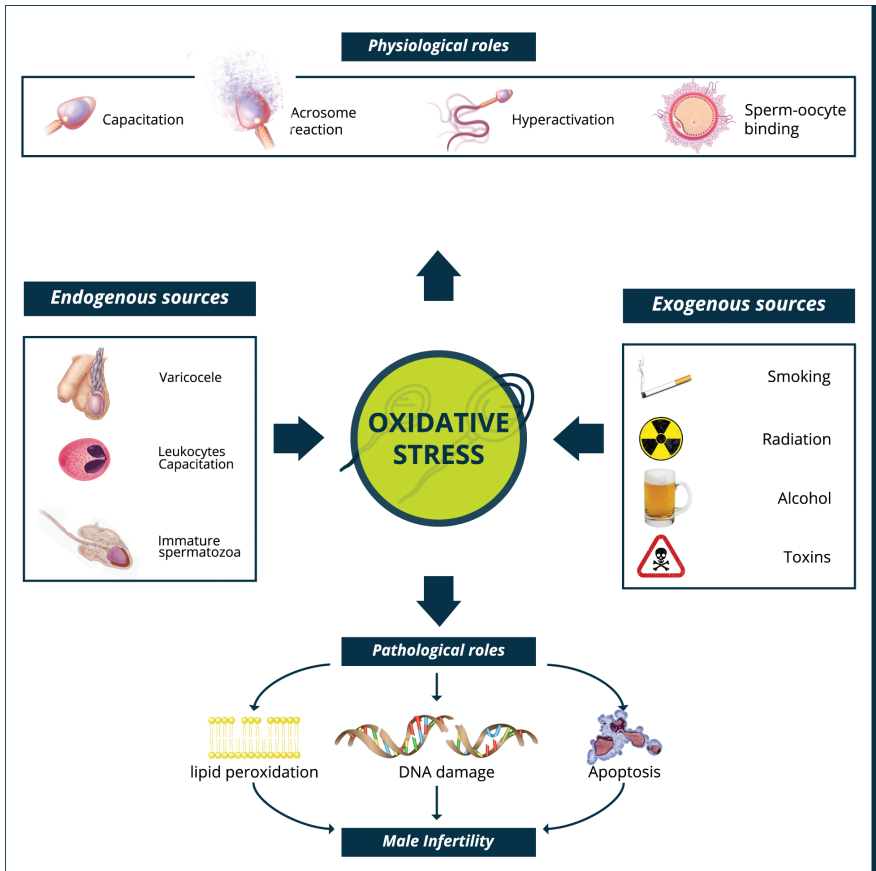 Physiological roles
Capacitation
Acrosome
reaction
Hyperactivation
Sperm-oocyte
binding
Endogenous sources
Varicocele
Leukocytes
Capacitation
Immature
spermatozoa
OXIDATIVE
STRESS
Exogenous sources
Smoking
Radiation
Alcohol
Toxins
Pathological roles
lipid peroxidation
DNA damage
Apoptosis
Male Infertility